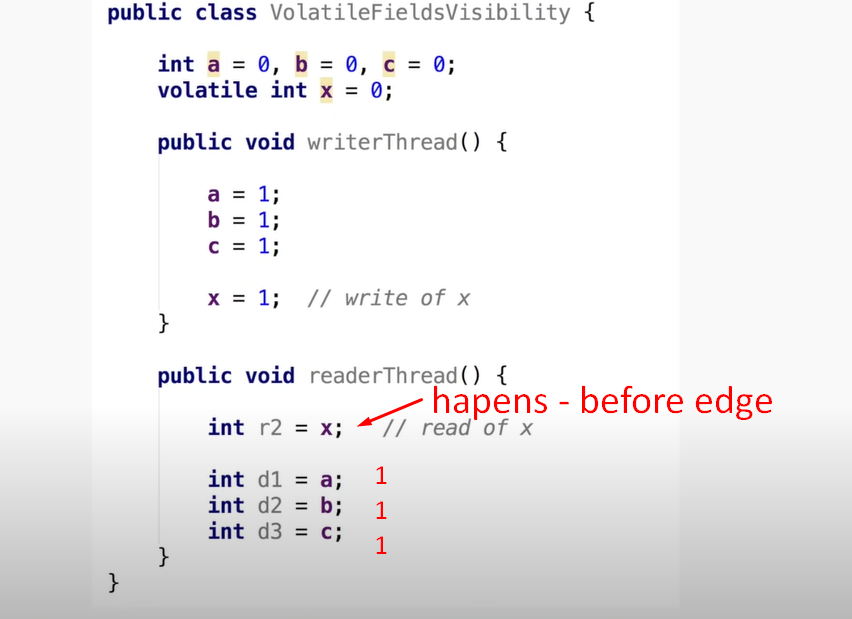 public class VolatileFieldsVisibility {
int a = 0, b = 0, c = 0;
volatile int x = 0;
public void writerThread() {
a = 1;
b = 1;
c = 1;
x = 1;  // write of x
}
public void readerThread() {
hapens - before edge
int r2 = x;  // read of x
int d1 = a; 1
int d2 = b; 1
int d3 = c; 1
}
}